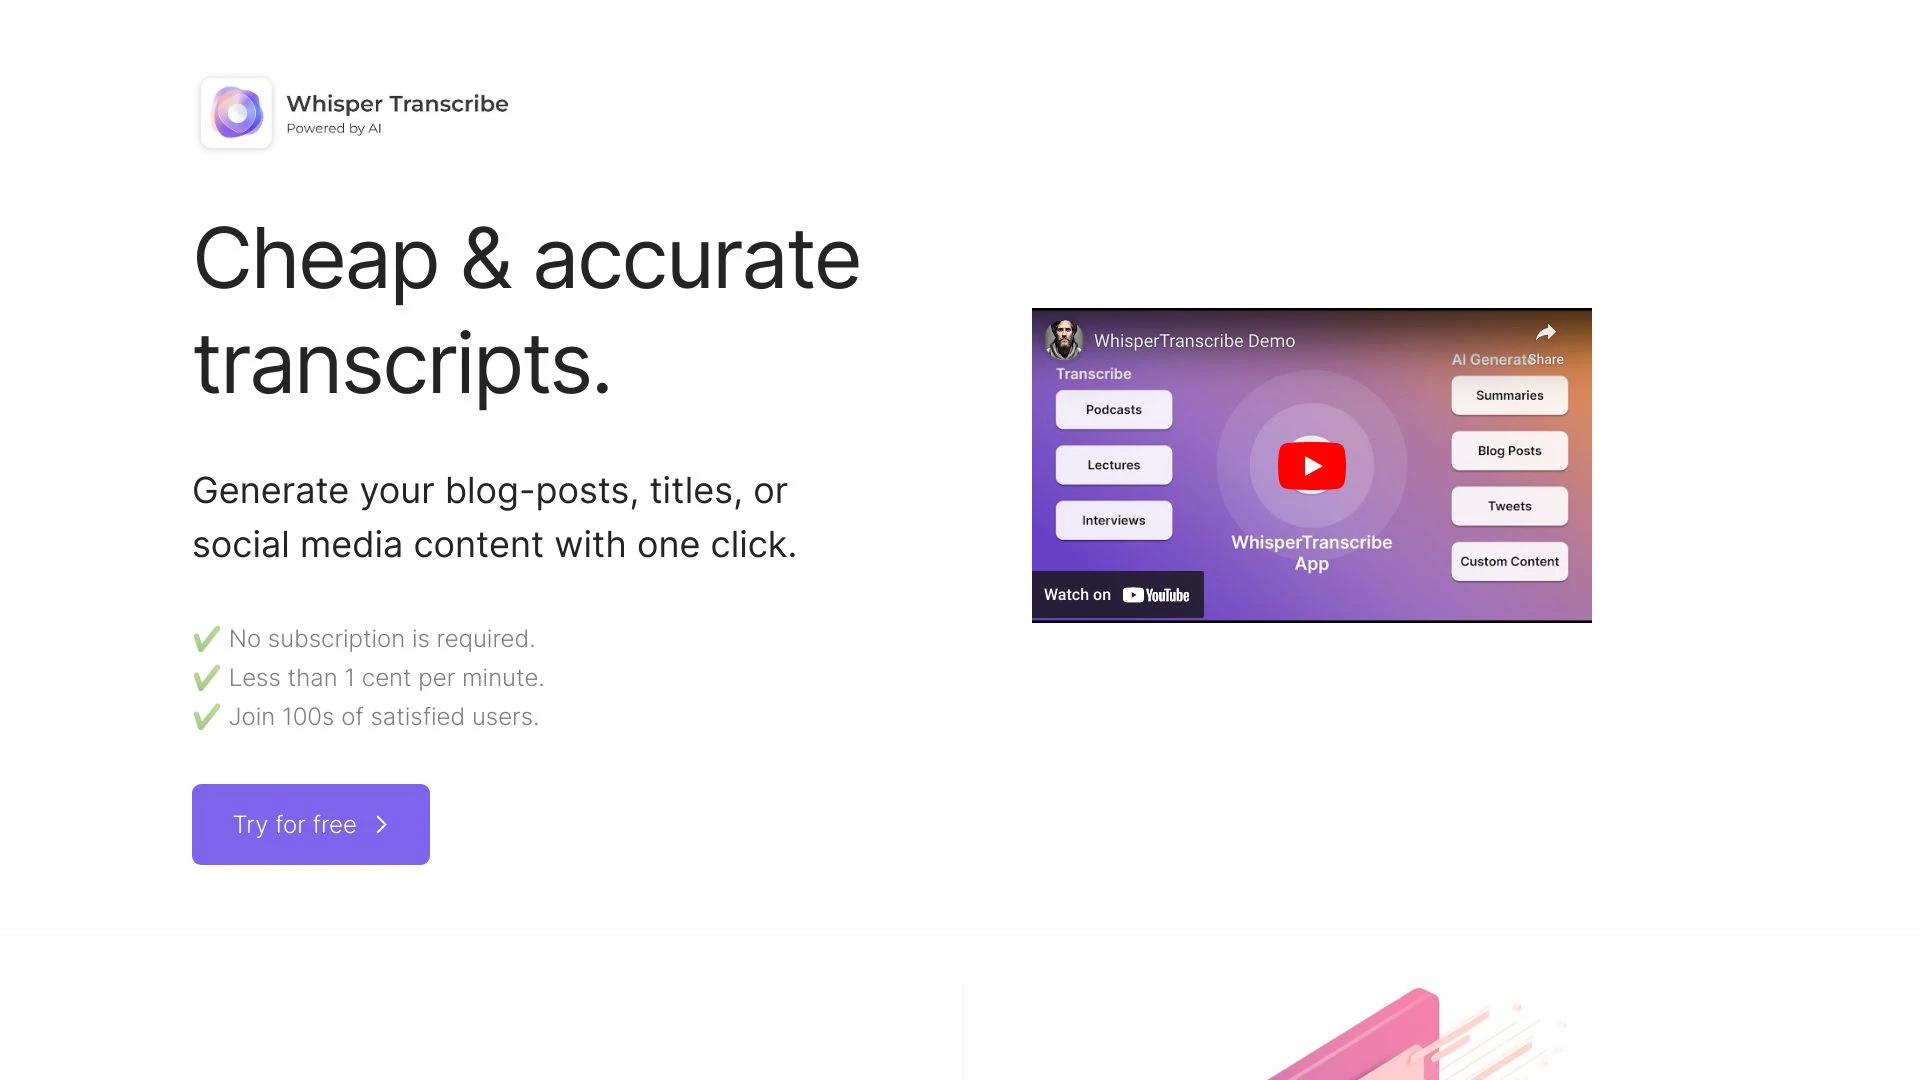 Whisper Transcribe
Powered by AI
Cheap & accurate
transcripts.
Generate your blog-posts, titles, or
social media content with one click.
✔ No subscription is required.
✔ Less than 1 cent per minute.
✔ Join 100s of satisfied users.
Try for free
WhisperTranscribe Demo
Share
Transcribe
Podcasts
Lectures
Interviews
WhisperTranscribe
App
AI Generate
Summaries
Blog Posts
Tweets
Custom Content
Watch on YouTube